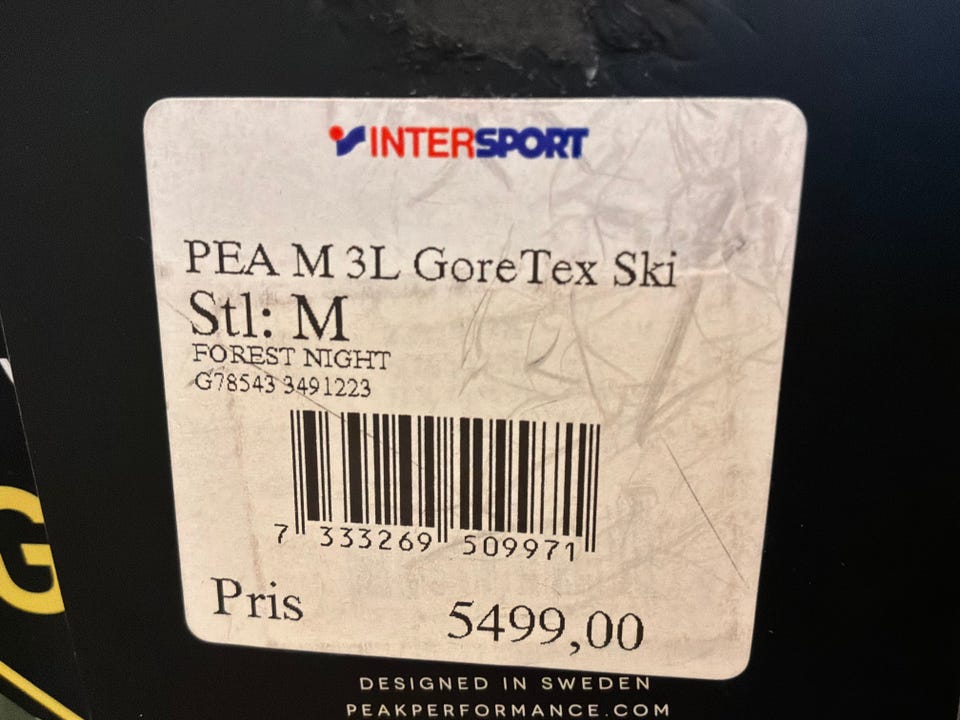 INTERSPORT
PEA M 3L GoreTex Ski
Stl: M
FOREST NIGHT
G78543 3491223
7 333269 509971
Pris 5499,00
DESIGNED IN SWEDEN
PEAKPERFORMANCE.COM
G